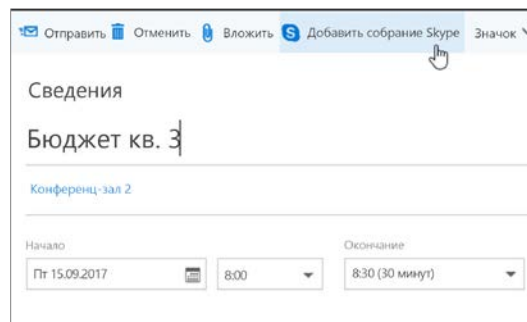 Отправить Отменить Вложить Добавить собрание Skype Значок
Сведения
Бюджет кв. 3
Конференц-зал 2
Начало Окончание
Пт 15.09.2017 8:00 8:30 (30 минут)